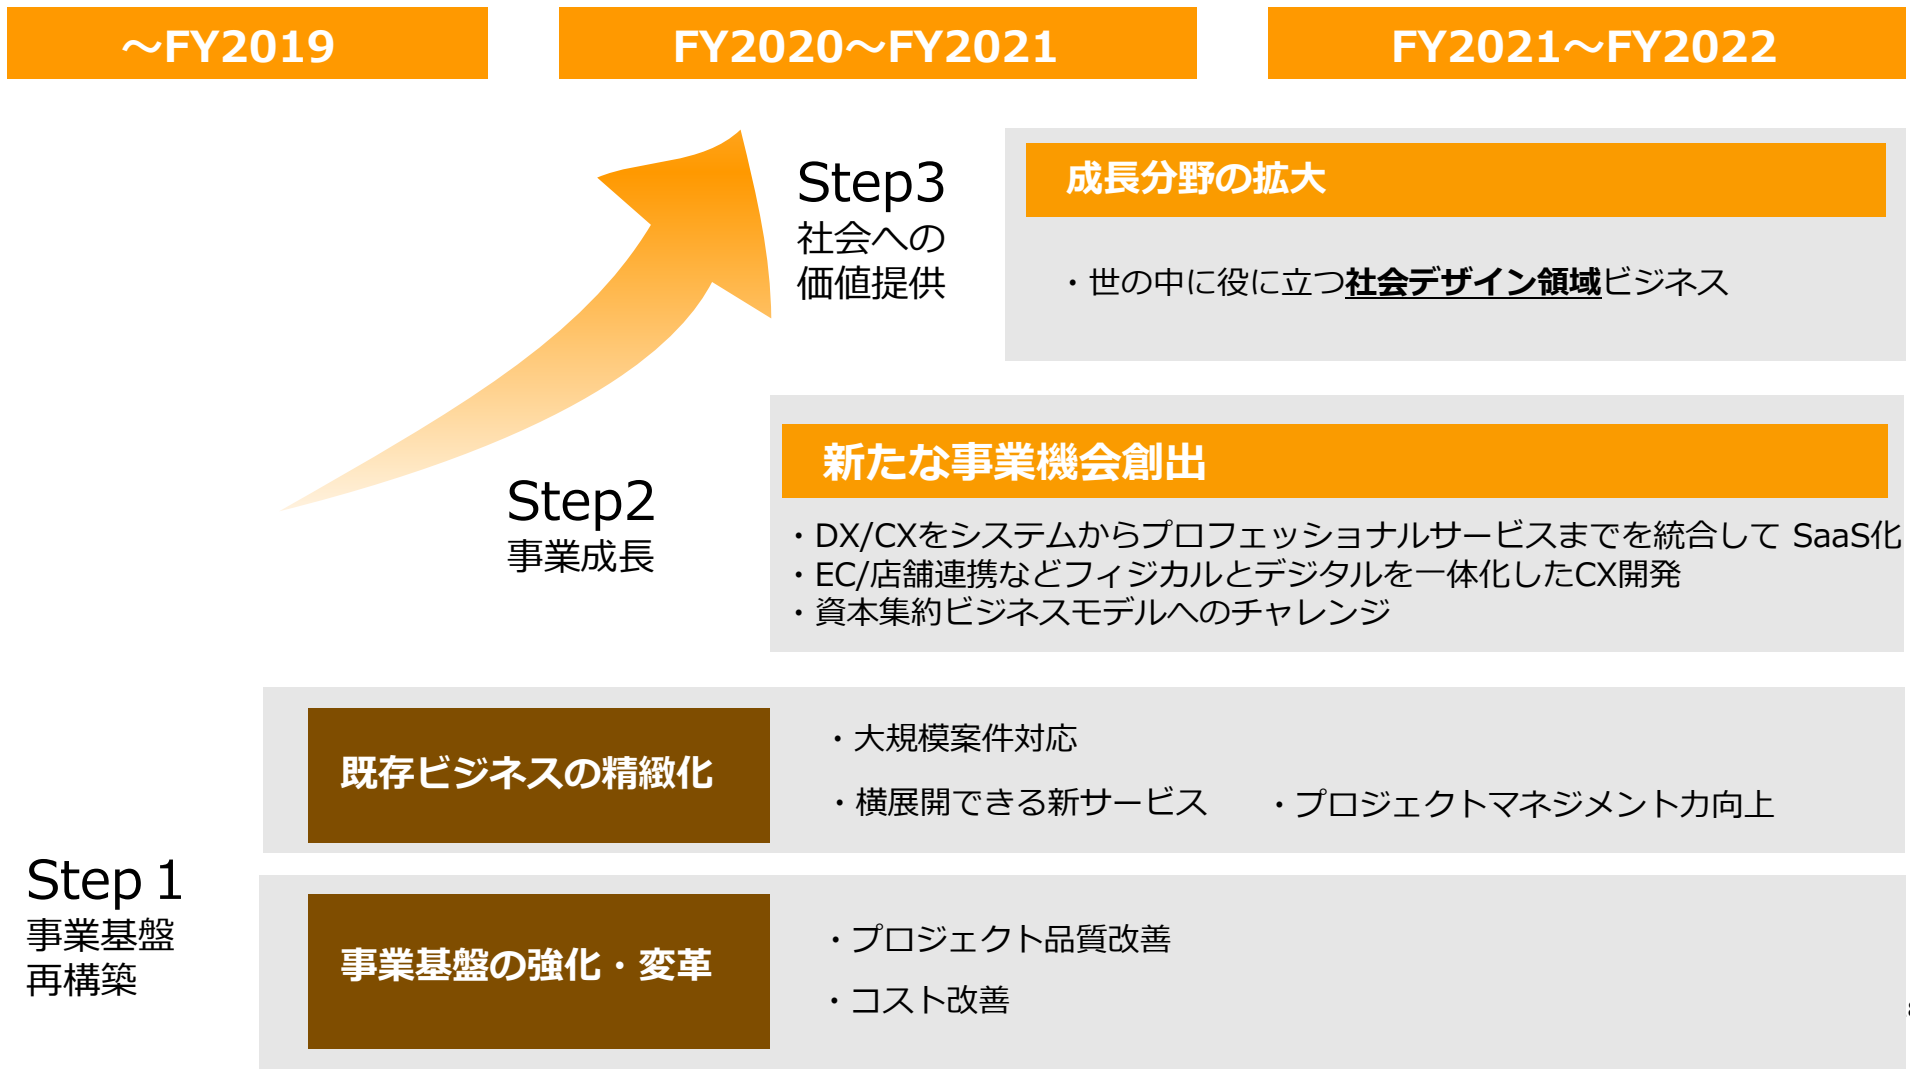 ～FY2019
FY2020～FY2021
FY2021～FY2022
Step3
社会への
価値提供
成長分野の拡大
・世の中に役に立つ社会デザイン領域ビジネス
Step2
事業成長
新たな事業機会創出
・DX/CXをシステムからプロフェッショナルサービスまでを統合して SaaS化
・EC/店舗連携などフィジカルとデジタルを一体化したCX開発
・資本集約ビジネスモデルへのチャレンジ
既存ビジネスの精緻化
・大規模案件対応
・横展開できる新サービス ・プロジェクトマネジメント力向上
Step１
事業基盤
再構築
事業基盤の強化・変革
・プロジェクト品質改善
・コスト改善